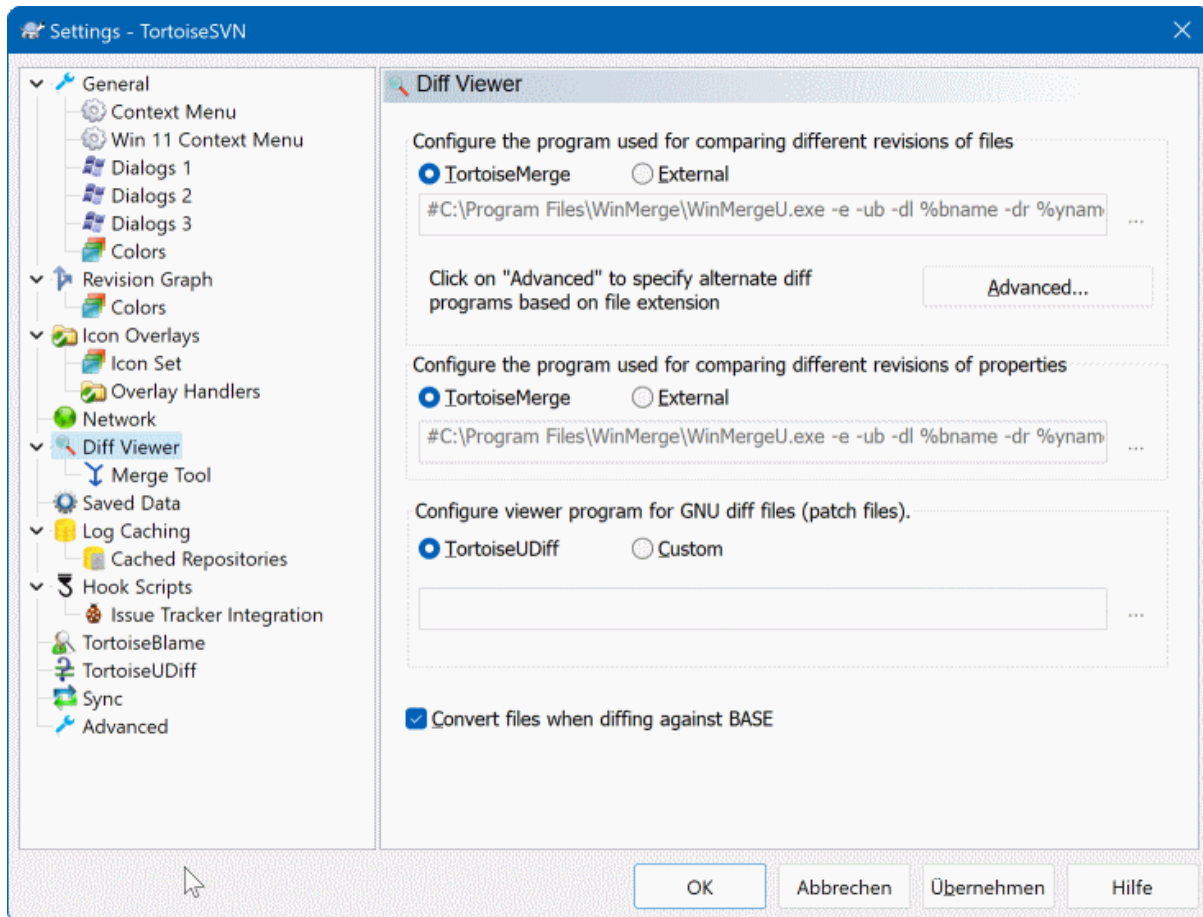 Settings - TortoiseSVN
General
Context Menu
Win 11 Context Menu
Dialogs 1
Dialogs 2
Dialogs 3
Colors
Revision Graph
Colors
Icon Overlays
Icon Set
Overlay Handlers
Network
Diff Viewer
Merge Tool
Saved Data
Log Caching
Cached Repositories
Hook Scripts
Issue Tracker Integration
TortoiseBlame
TortoiseUDiff
Sync
Advanced
Diff Viewer
Configure the program used for comparing different revisions of files
TortoiseMerge External
#C:\Program Files\WinMerge\WinMergeU.exe -e -ub -dl %bname -dr %ynam
...
Click on "Advanced" to specify alternate diff
programs based on file extension
Advanced...
Configure the program used for comparing different revisions of properties
TortoiseMerge External
#C:\Program Files\WinMerge\WinMergeU.exe -e -ub -dl %bname -dr %ynam
...
Configure viewer program for GNU diff files (patch files).
TortoiseUDiff Custom
...
Convert files when diffing against BASE
OK Abbrechen Übernehmen Hilfe